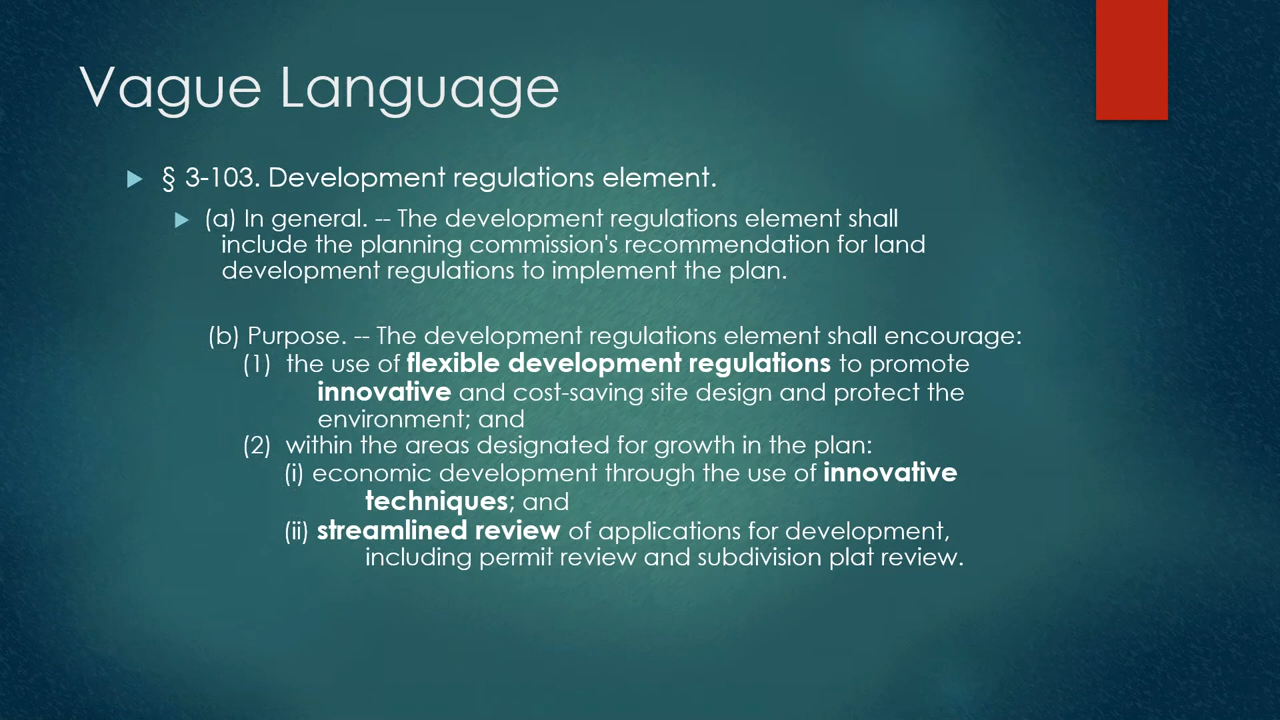 Vague Language
§ 3-103. Development regulations element.
(a) In general. -- The development regulations element shall
include the planning commission's recommendation for land
development regulations to implement the plan.
(b) Purpose. -- The development regulations element shall encourage:
(1) the use of flexible development regulations to promote
innovative and cost-saving site design and protect the
environment; and
(2) within the areas designated for growth in the plan:
(i) economic development through the use of innovative
techniques; and
(ii) streamlined review of applications for development,
including permit review and subdivision plat review.